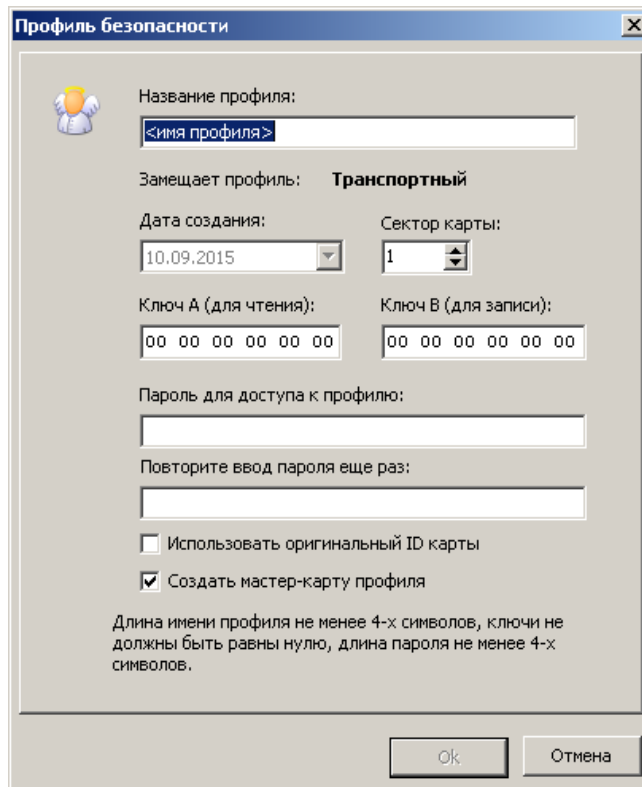 Профиль безопасности
Название профиля:
<имя профиля>
Замещает профиль: Транспортный
Дата создания: Сектор карты:
10.09.2015 1
Ключ А (для чтения): Ключ В (для записи):
00 00 00 00 00 00 00 00 00 00 00 00
Пароль для доступа к профилю:
Повторите ввод пароля еще раз:
Использовать оригинальный ID карты
Создать мастер-карту профиля
Длина имени профиля не менее 4-х символов, ключи не
должны быть равны нулю, длина пароля не менее 4-х
символов.
Ok Отмена